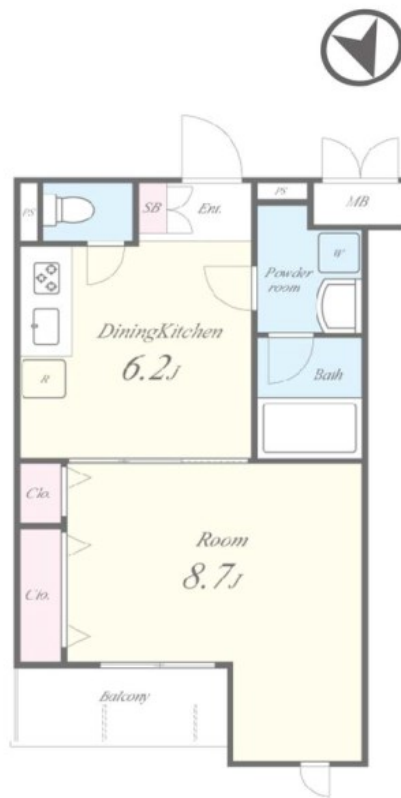 PS
SB
Ent.
PS
MB
W
Powder
room
DiningKitchen
6.2J
R
Bath
Clo.
Room
8.7J
Clo.
Balcony